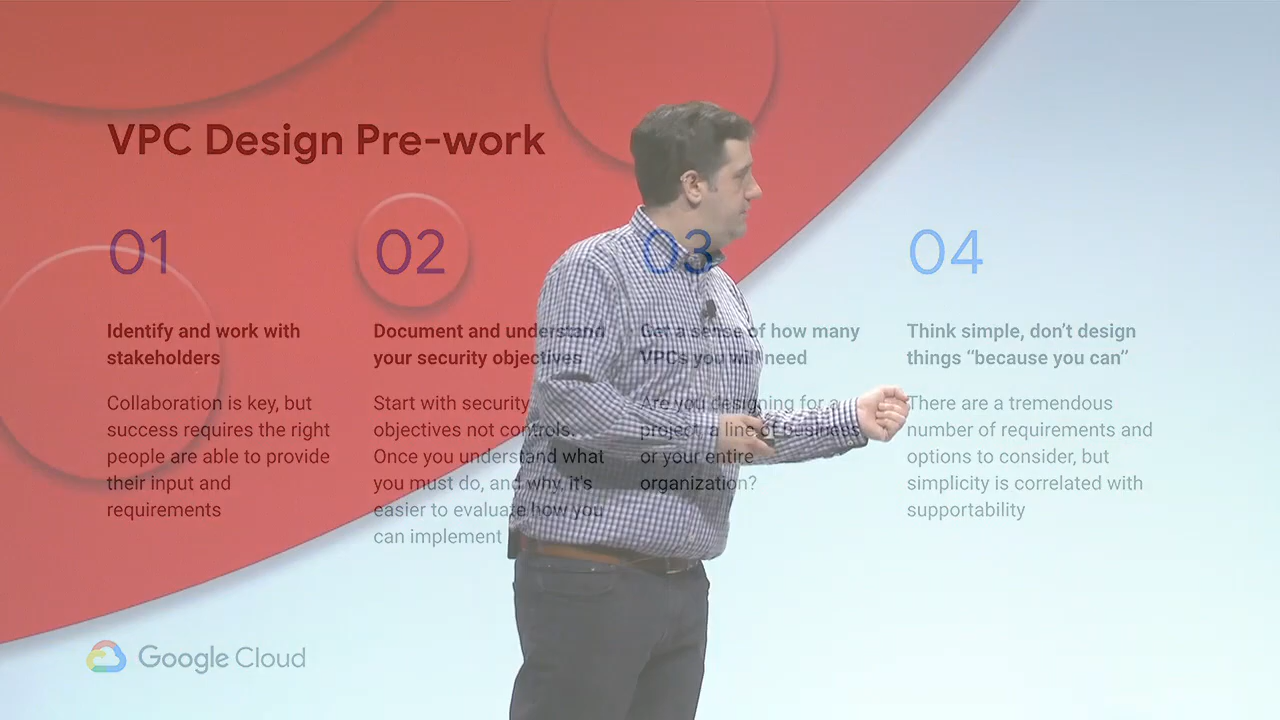 VPC Design Pre-work
01
Identify and work with
stakeholders
Collaboration is key, but
success requires the right
people are able to provide
their input and
requirements
02
Document and understand
your security objectives
Start with security
objectives not controls.
Once you understand what
you must do, and why, it's
easier to evaluate how you
can implement
03
Get a sense of how many
VPCs you will need
Are you designing for a
project, a line of business
or your entire
organization?
04
Think simple, don't design
things “because you can”
There are a tremendous
number of requirements and
options to consider, but
simplicity is correlated with
supportability
Google Cloud